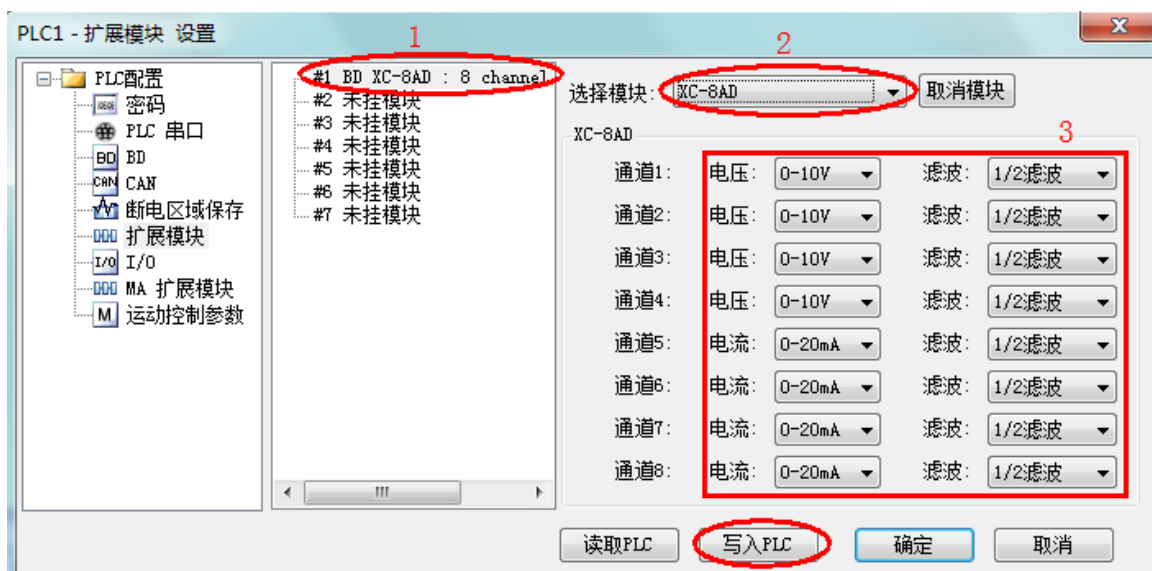 PLC1 - 扩展模块 设置
1
2
PLC配置
密码
PLC 串口
BD BD
CAN CAN
断电区域保存
扩展模块
I/O I/O
MA 扩展模块
M 运动控制参数
#1 BD XC-8AD : 8 channel
#2 未挂模块
#3 未挂模块
#4 未挂模块
#5 未挂模块
#6 未挂模块
#7 未挂模块
选择模块: XC-8AD 取消模块
XC-8AD
3
通道1: 电压: 0-10V 滤波: 1/2滤波
通道2: 电压: 0-10V 滤波: 1/2滤波
通道3: 电压: 0-10V 滤波: 1/2滤波
通道4: 电压: 0-10V 滤波: 1/2滤波
通道5: 电流: 0-20mA 滤波: 1/2滤波
通道6: 电流: 0-20mA 滤波: 1/2滤波
通道7: 电流: 0-20mA 滤波: 1/2滤波
通道8: 电流: 0-20mA 滤波: 1/2滤波
读取PLC 写入PLC 确定 取消